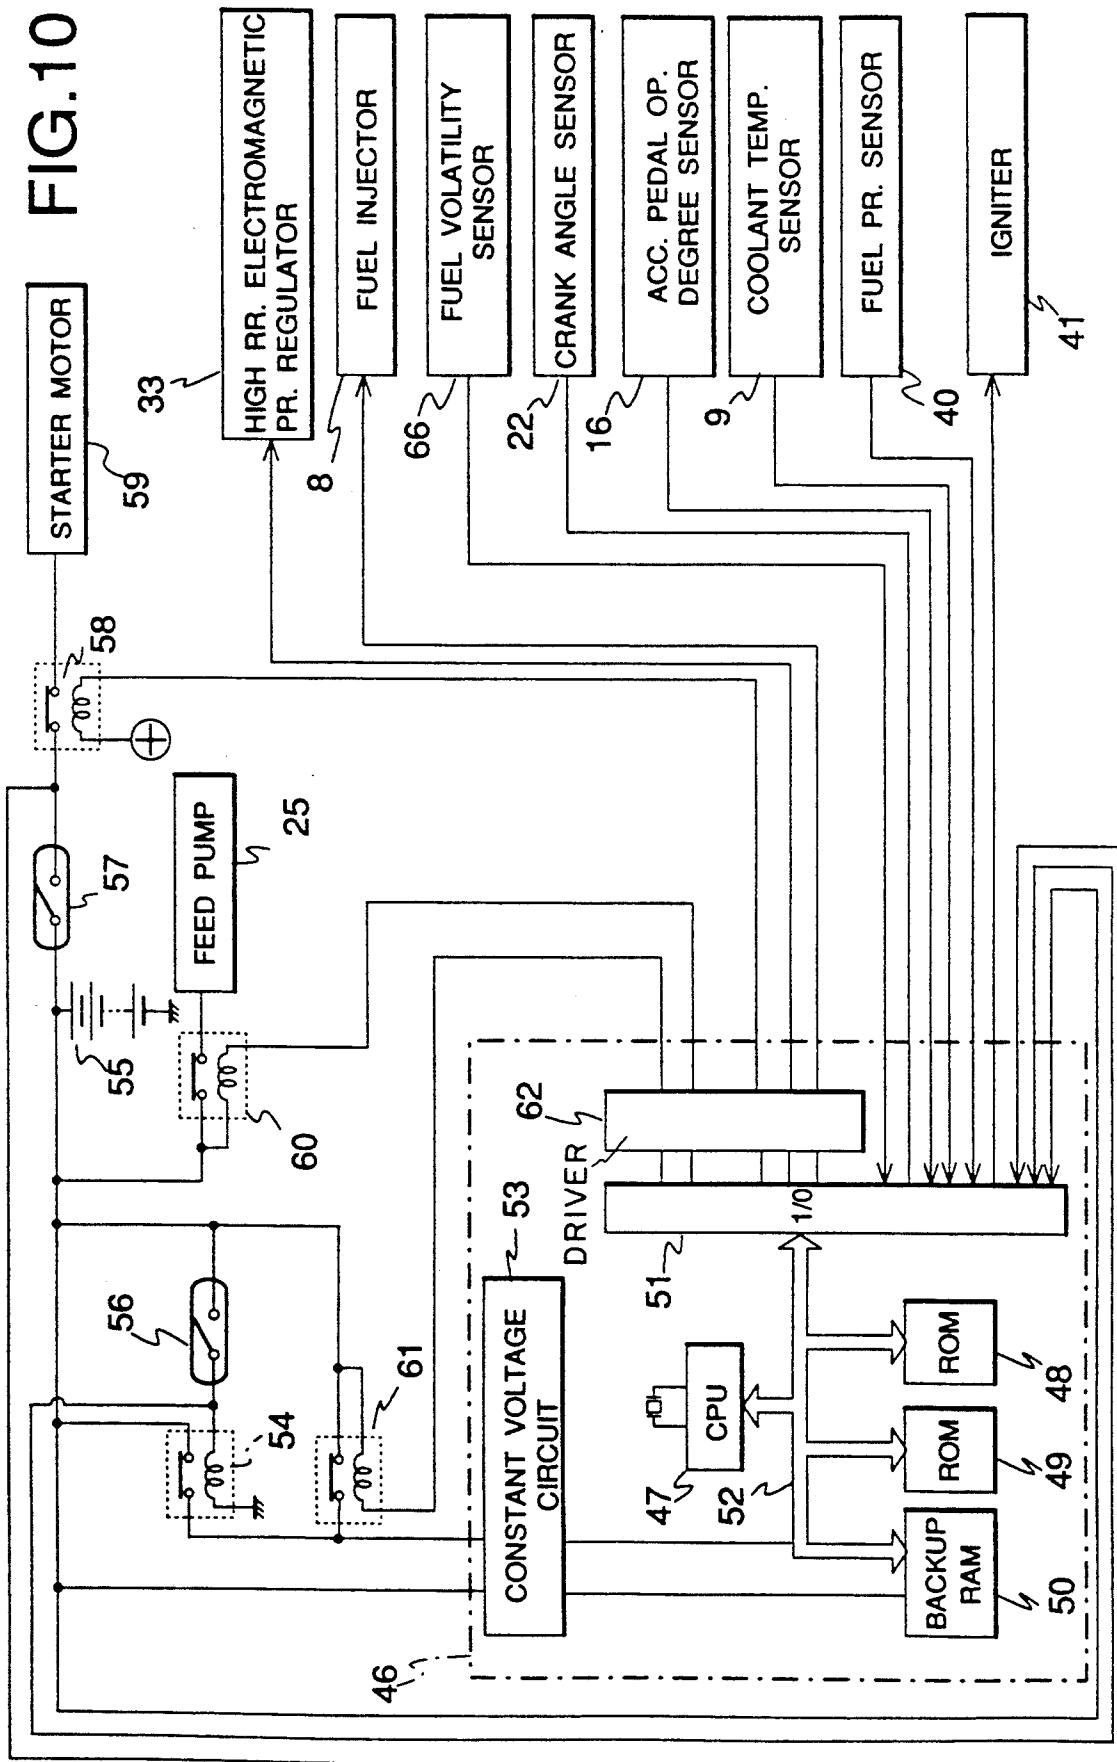 FIG.10
STARTER MOTOR
59
58
57
FEED PUMP
25
55
60
56
54
61
33
HIGH RR. ELECTROMAGNETIC
PR. REGULATOR
8
FUEL INJECTOR
66
FUEL VOLATILITY
SENSOR
22
CRANK ANGLE SENSOR
16
ACC. PEDAL OP.
DEGREE SENSOR
9
COOLANT TEMP.
SENSOR
FUEL PR. SENSOR
40
IGNITER
41
46
CONSTANT VOLTAGE
CIRCUIT
53
DRIVER
62
51
1/0
CPU
47
52
ROM
48
ROM
49
BACKUP
RAM
50